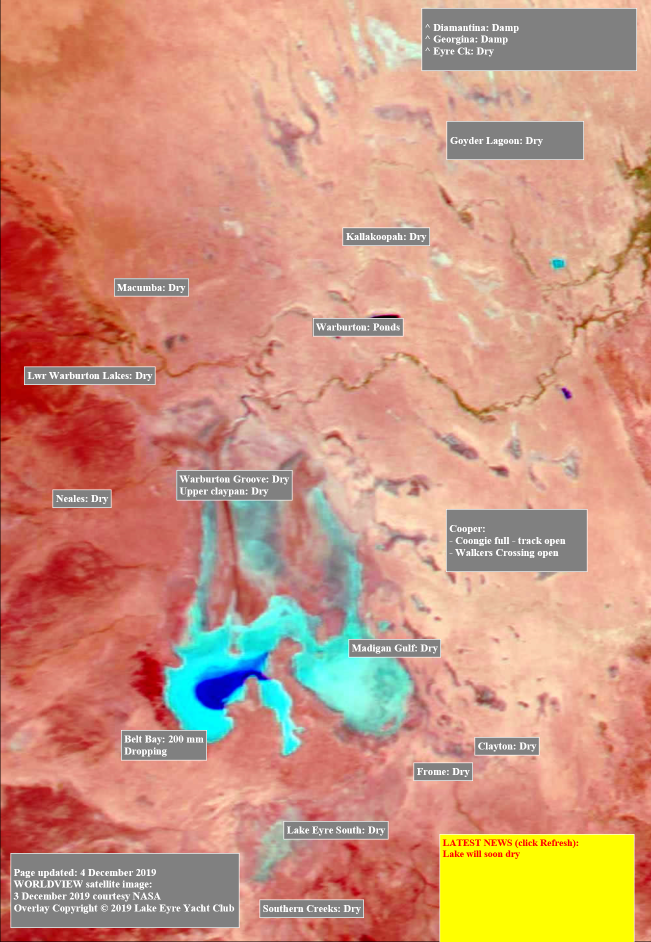 ^ Diamantina: Damp
^ Georgina: Damp
^ Eyre Ck: Dry
Goyder Lagoon: Dry
Kallakoopah: Dry
Macumba: Dry
Warburton: Ponds
Lwr Warburton Lakes: Dry
Warburton Groove: Dry
Upper claypan: Dry
Neales: Dry
Cooper:
- Coongie full - track open
- Walkers Crossing open
Madigan Gulf: Dry
Belt Bay: 200 mm
Dropping
Clayton: Dry
Frome: Dry
Lake Eyre South: Dry
LATEST NEWS (click Refresh):
Lake will soon dry
Page updated: 4 December 2019
WORLDVIEW satellite image:
3 December 2019 courtesy NASA
Overlay Copyright © 2019 Lake Eyre Yacht Club
Southern Creeks: Dry